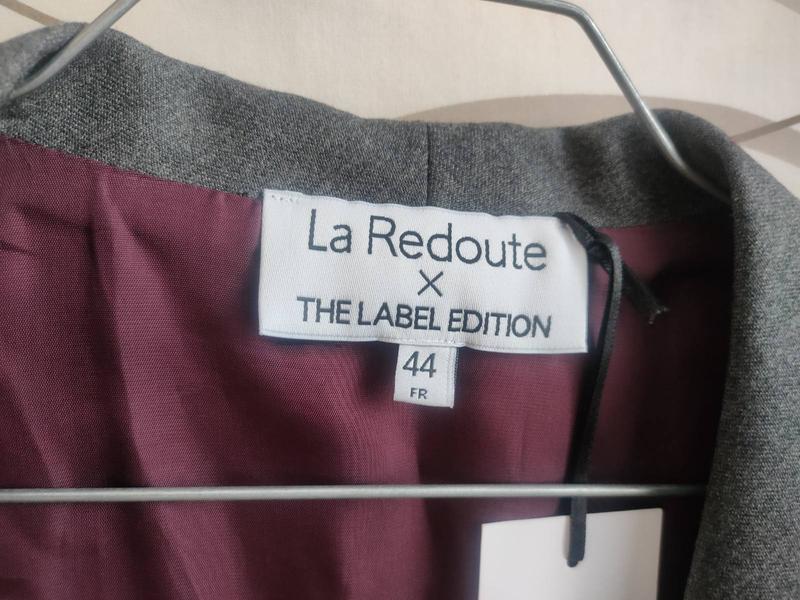 La Redoute
×
THE LABEL EDITION
44
FR